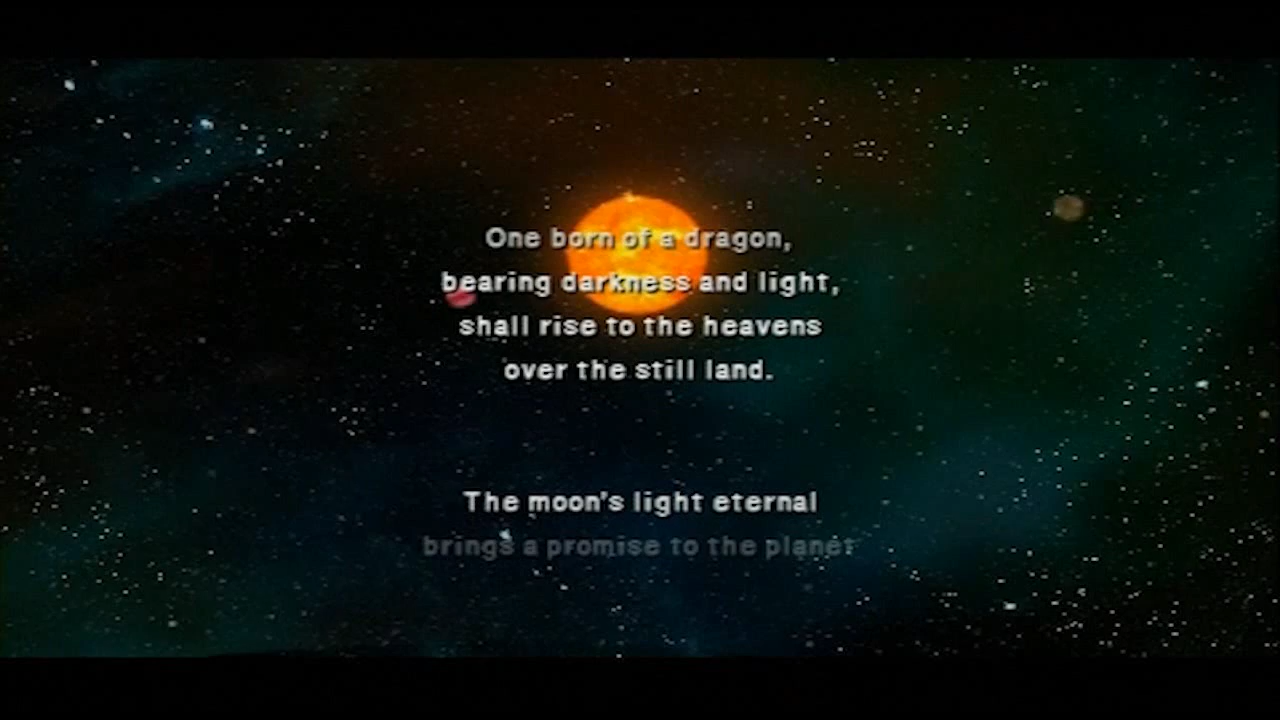 One born of a dragon,
bearing darkness and light,
shall rise to the heavens
over the still land.
The moon's light eternal
brings a promise to the planet